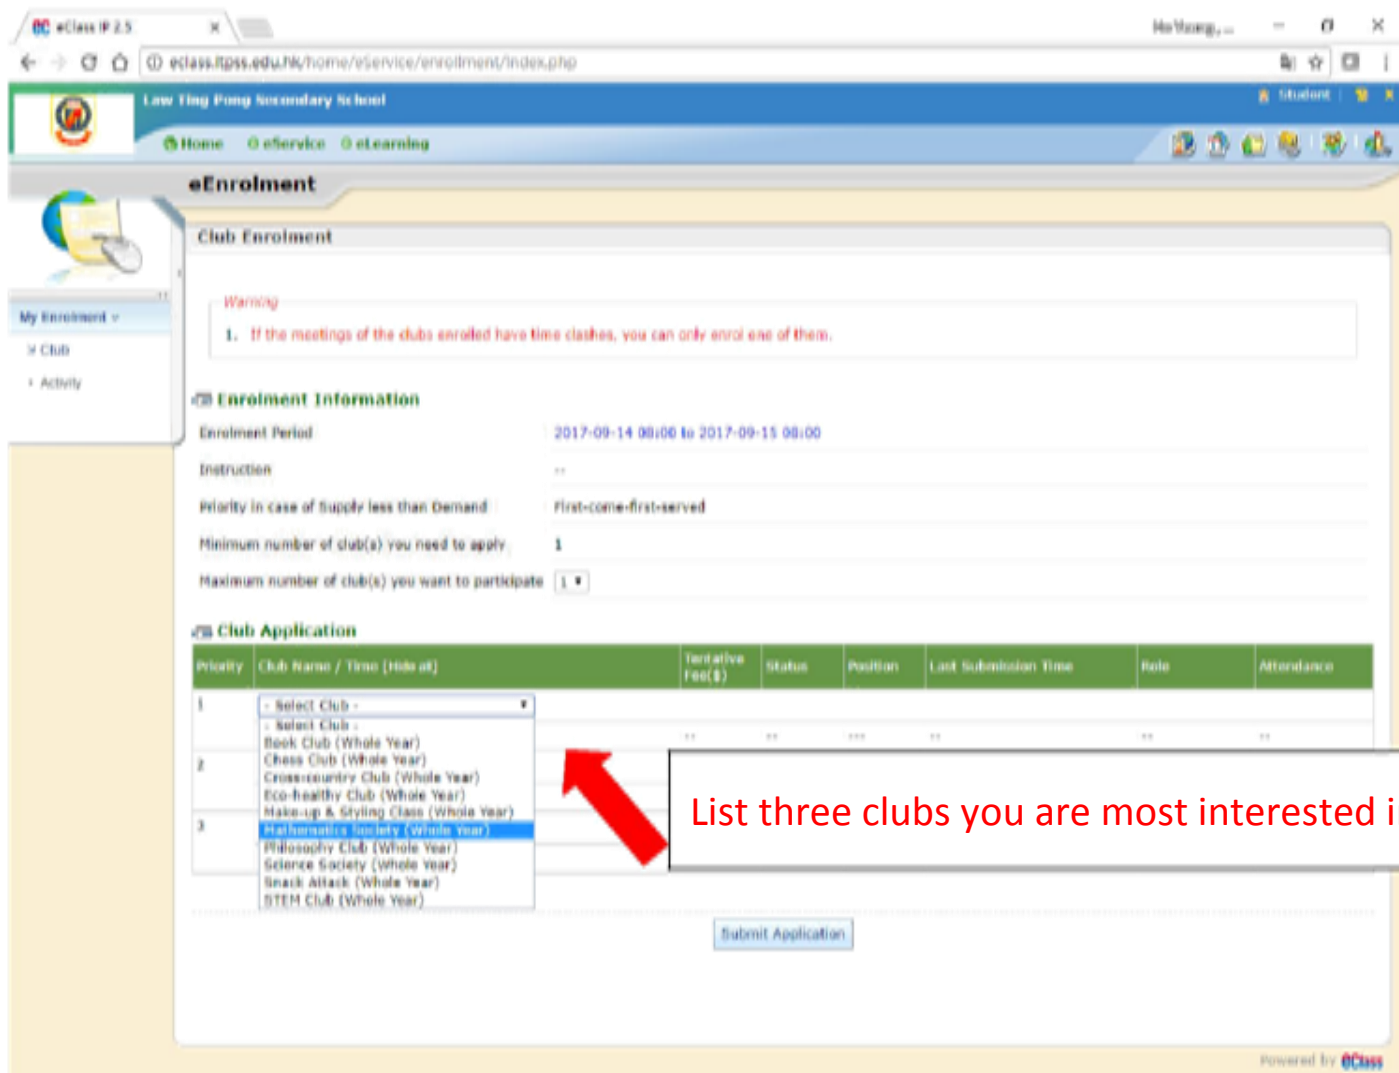 eClass IP 2.5
eclass.ltpss.edu.hk/home/eService/enrollment/index.php
Law Ting Pong Secondary School
Student
Home eService eLearning
eEnrolment
Club Enrolment
Warning
1. If the meetings of the clubs enrolled have time clashes, you can only enrol one of them.
My Enrolment
Club
Activity
Enrolment Information
Enrolment Period 2017-09-14 08:00 to 2017-09-15 08:00
Instruction --
Priority in case of Supply less than Demand First-come-first-served
Minimum number of club(s) you need to apply 1
Maximum number of club(s) you want to participate 1
Club Application
Priority Club Name / Time [Hide all] Tentative Fee($) Status Position Last Submission Time Role Attendance
1 - Select Club -
- Select Club -
Book Club (Whole Year)
-- -- --- -- -- --
2 Chess Club (Whole Year)
Cross-country Club (Whole Year)
Eco-healthy Club (Whole Year)
Make-up & Styling Class (Whole Year)
3 Mathematics Society (Whole Year)
Philosophy Club (Whole Year)
Science Society (Whole Year)
Snack Attack (Whole Year)
STEM Club (Whole Year)
List three clubs you are most interested i
Submit Application
Powered by eClass